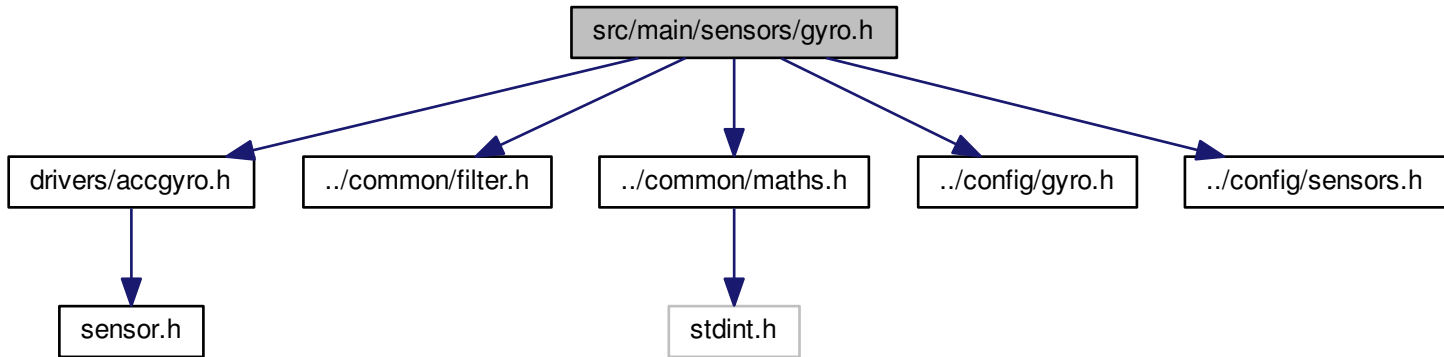 src/main/sensors/gyro.h
drivers/accgyro.h
../common/filter.h
../common/maths.h
../config/gyro.h
../config/sensors.h
sensor.h
stdint.h